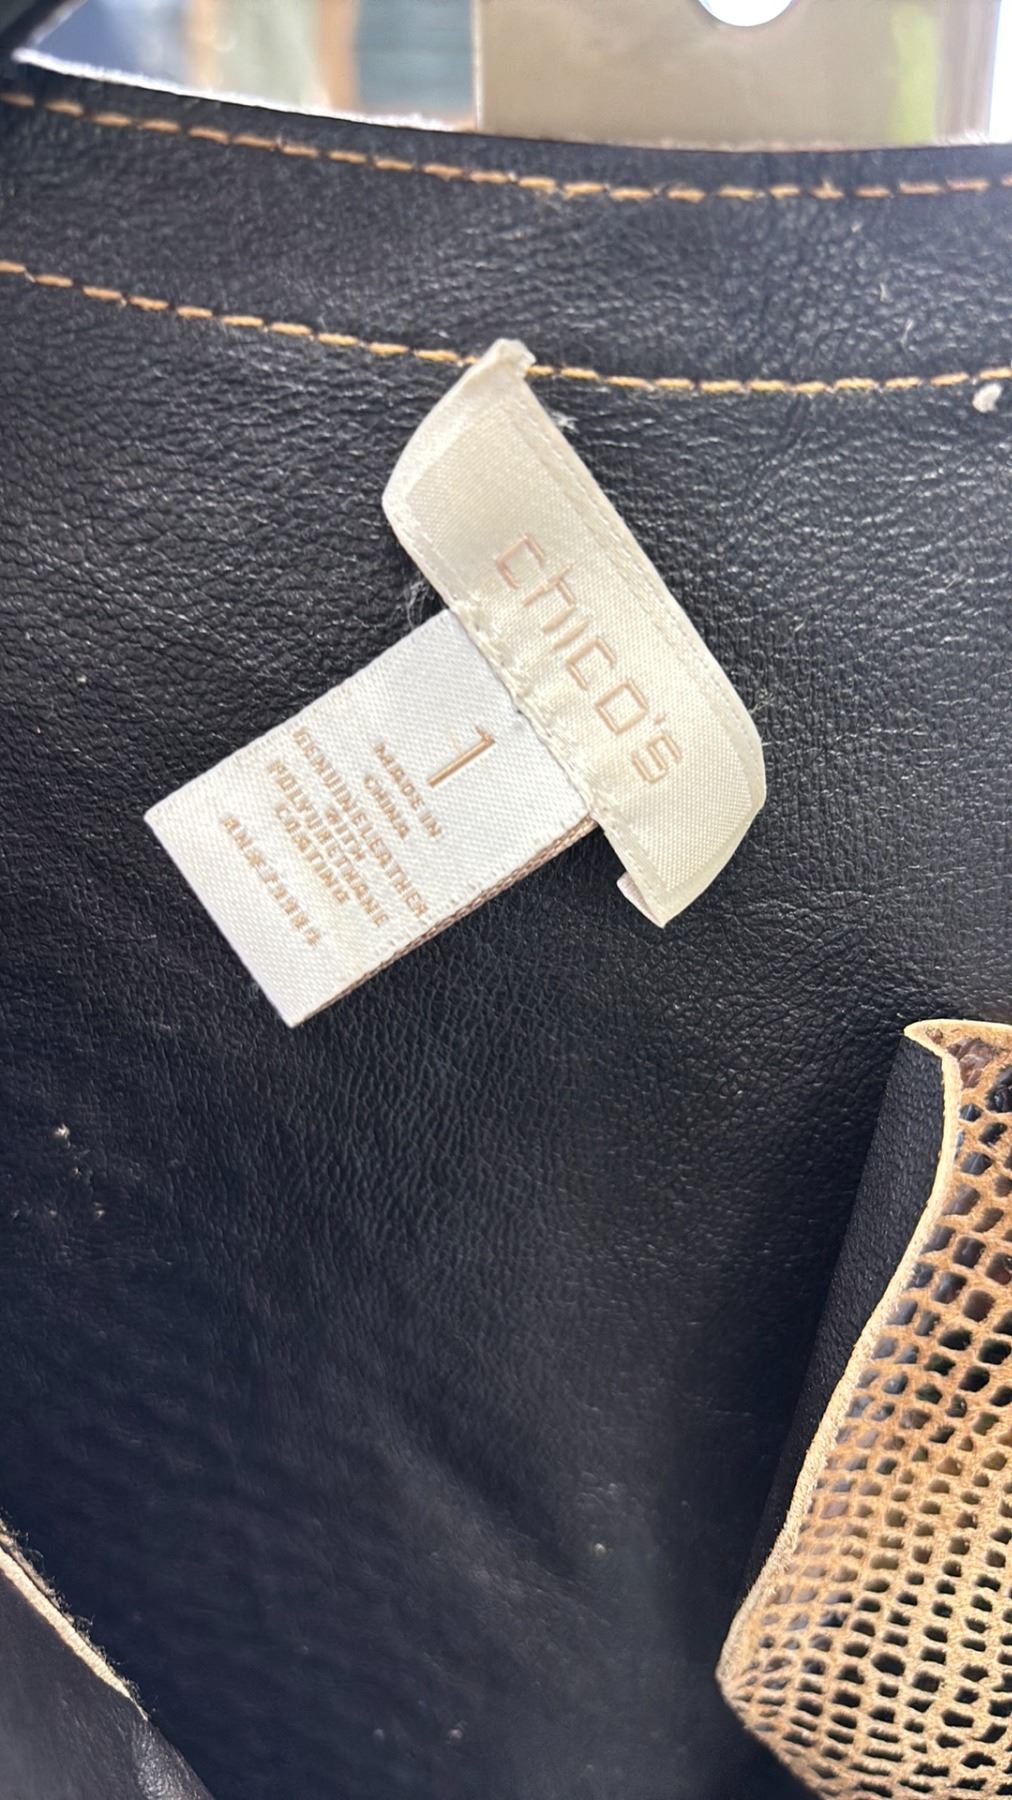 chico's
1
MADE IN
CHINA
GENUINE LEATHER
WITH
POLYURETHANE
COATING